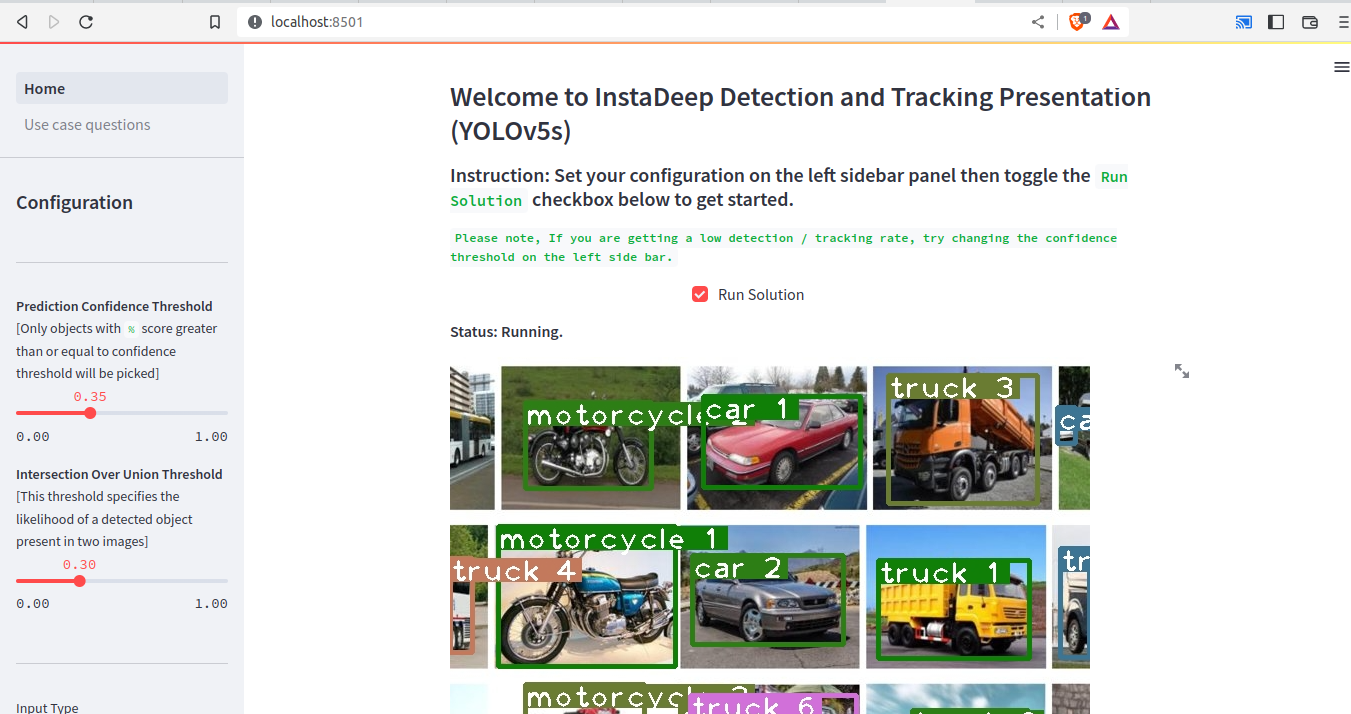 localhost:8501
1
Home
Use case questions
Configuration
Prediction Confidence Threshold
[Only objects with % score greater
than or equal to confidence
threshold will be picked]
0.35
0.00 1.00
Intersection Over Union Threshold
[This threshold specifies the
likelihood of a detected object
present in two images]
0.30
0.00 1.00
Input Type
Welcome to InstaDeep Detection and Tracking Presentation
(YOLOv5s)
Instruction: Set your configuration on the left sidebar panel then toggle the Run
Solution checkbox below to get started.
Please note, If you are getting a low detection / tracking rate, try changing the confidence
threshold on the left side bar.
Run Solution
Status: Running.
motorcycle car 1 truck 3 ca
motorcycle 1 truck 4 car 2 truck 1 tr
truck 6